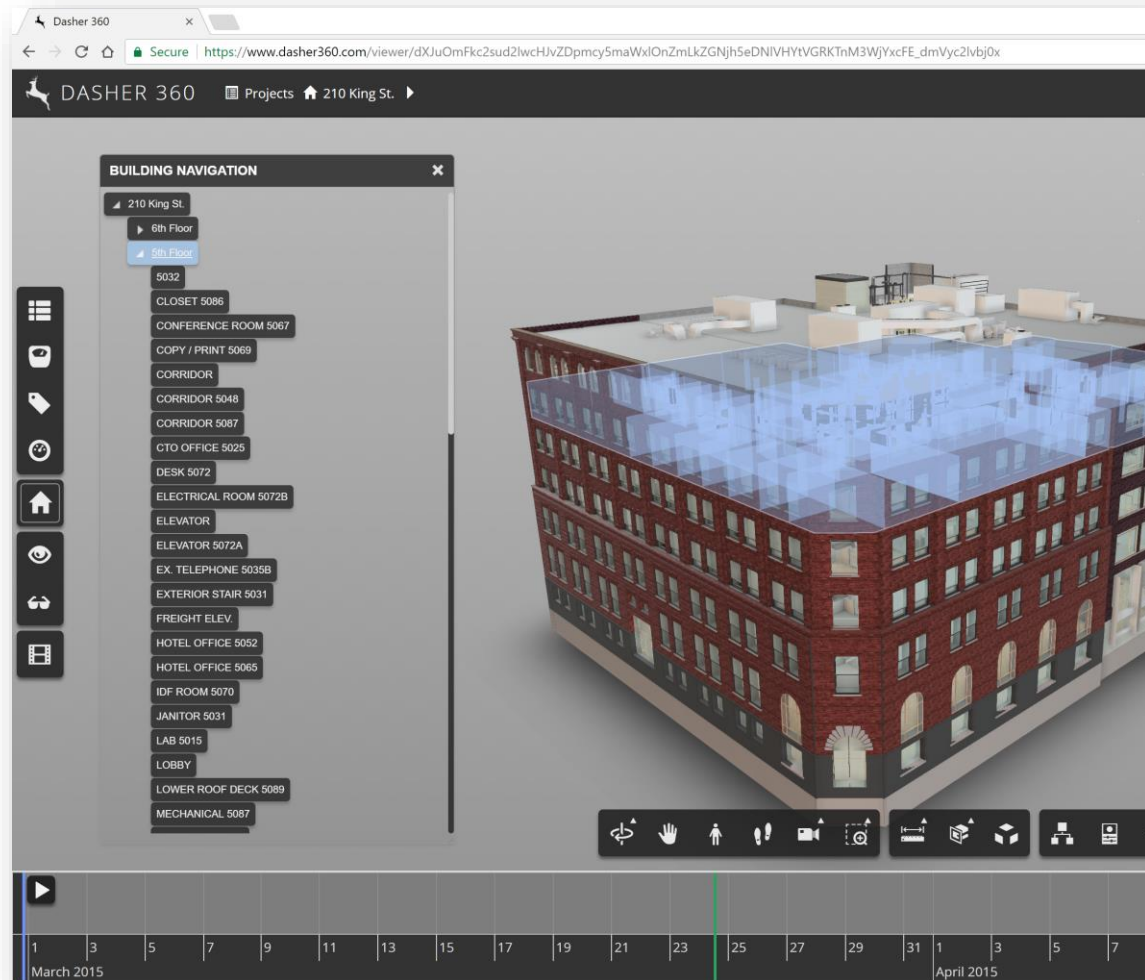 Dasher 360
Secure https://www.dasher360.com/viewer/dXJuOmFkc2sud2lwcHJvZDpmcy5maWxlOnZmLkZGNjh5eDNIVHYtVGRKTnM3WjYxcFE_dmVyc2lvbj0x
DASHER 360 Projects 210 King St.
BUILDING NAVIGATION
210 King St.
6th Floor
5th Floor
5032
CLOSET 5086
CONFERENCE ROOM 5067
COPY / PRINT 5069
CORRIDOR
CORRIDOR 5048
CORRIDOR 5087
CTO OFFICE 5025
DESK 5072
ELECTRICAL ROOM 5072B
ELEVATOR
ELEVATOR 5072A
EX. TELEPHONE 5035B
EXTERIOR STAIR 5031
FREIGHT ELEV.
HOTEL OFFICE 5052
HOTEL OFFICE 5065
IDF ROOM 5070
JANITOR 5031
LAB 5015
LOBBY
LOWER ROOF DECK 5089
MECHANICAL 5087
1 3 5 7 9 11 13 15 17 19 21 23 25 27 29 31 1 3 5 7
March 2015 April 2015